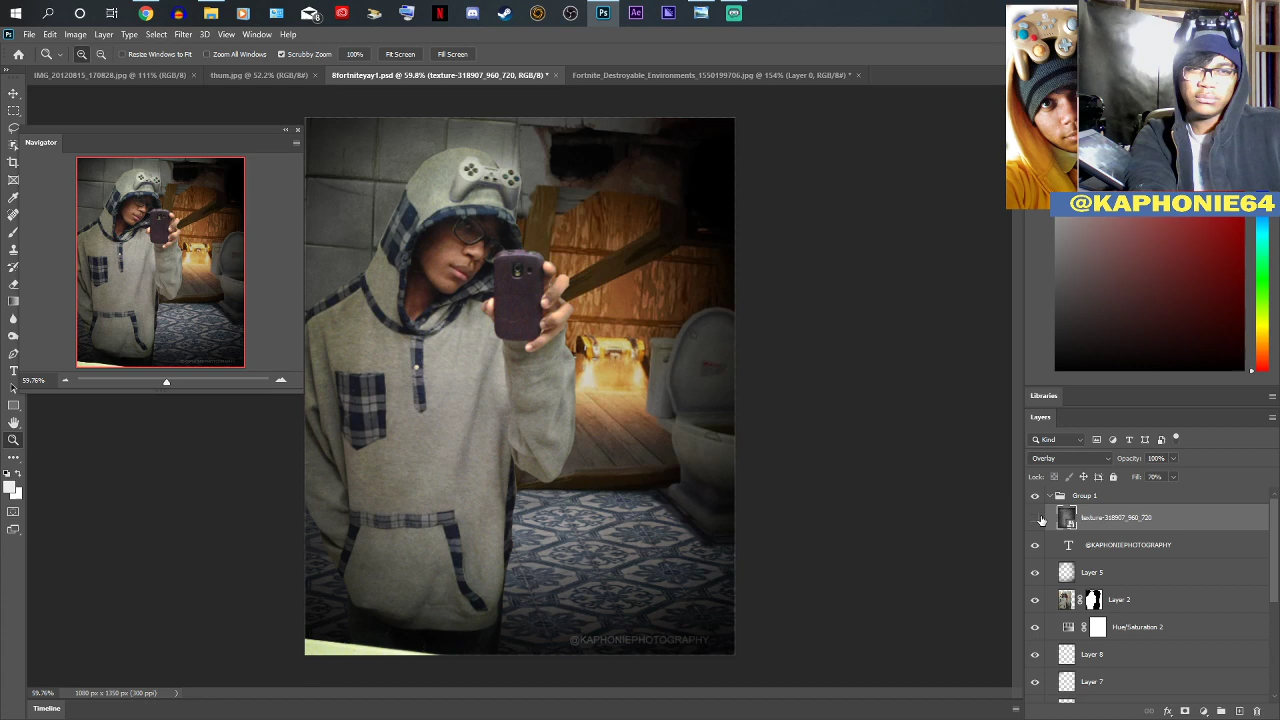 8
File Edit Image Layer Type Select Filter 3D View Window Help
Resize Windows to Fit Zoom All Windows Scrubby Zoom 100% Fit Screen Fill Screen
IMG_20120815_170828.jpg @ 111% (RGB/8) × thum.jpg @ 52.2% (RGB/8#) × 8fortniteyay1.psd @ 59.8% (texture-318907_960_720, RGB/8) * × Fortnite_Destroyable_Environments_1550199706.jpg @ 154% (Layer 0, RGB/8#) * ×
Navigator
59.76%
@KAPHONIE64
Libraries
Layers
Kind
Overlay Opacity: 100%
Lock: Fill: 70%
Group 1
texture-318907_960_720
@KAPHONIEPHOTOGRAPHY
Layer 5
Layer 2
Hue/Saturation 2
Layer 8
Layer 7
@KAPHONIEPHOTOGRAPHY
59.76% 1080 px x 1350 px (300 ppi)
Timeline